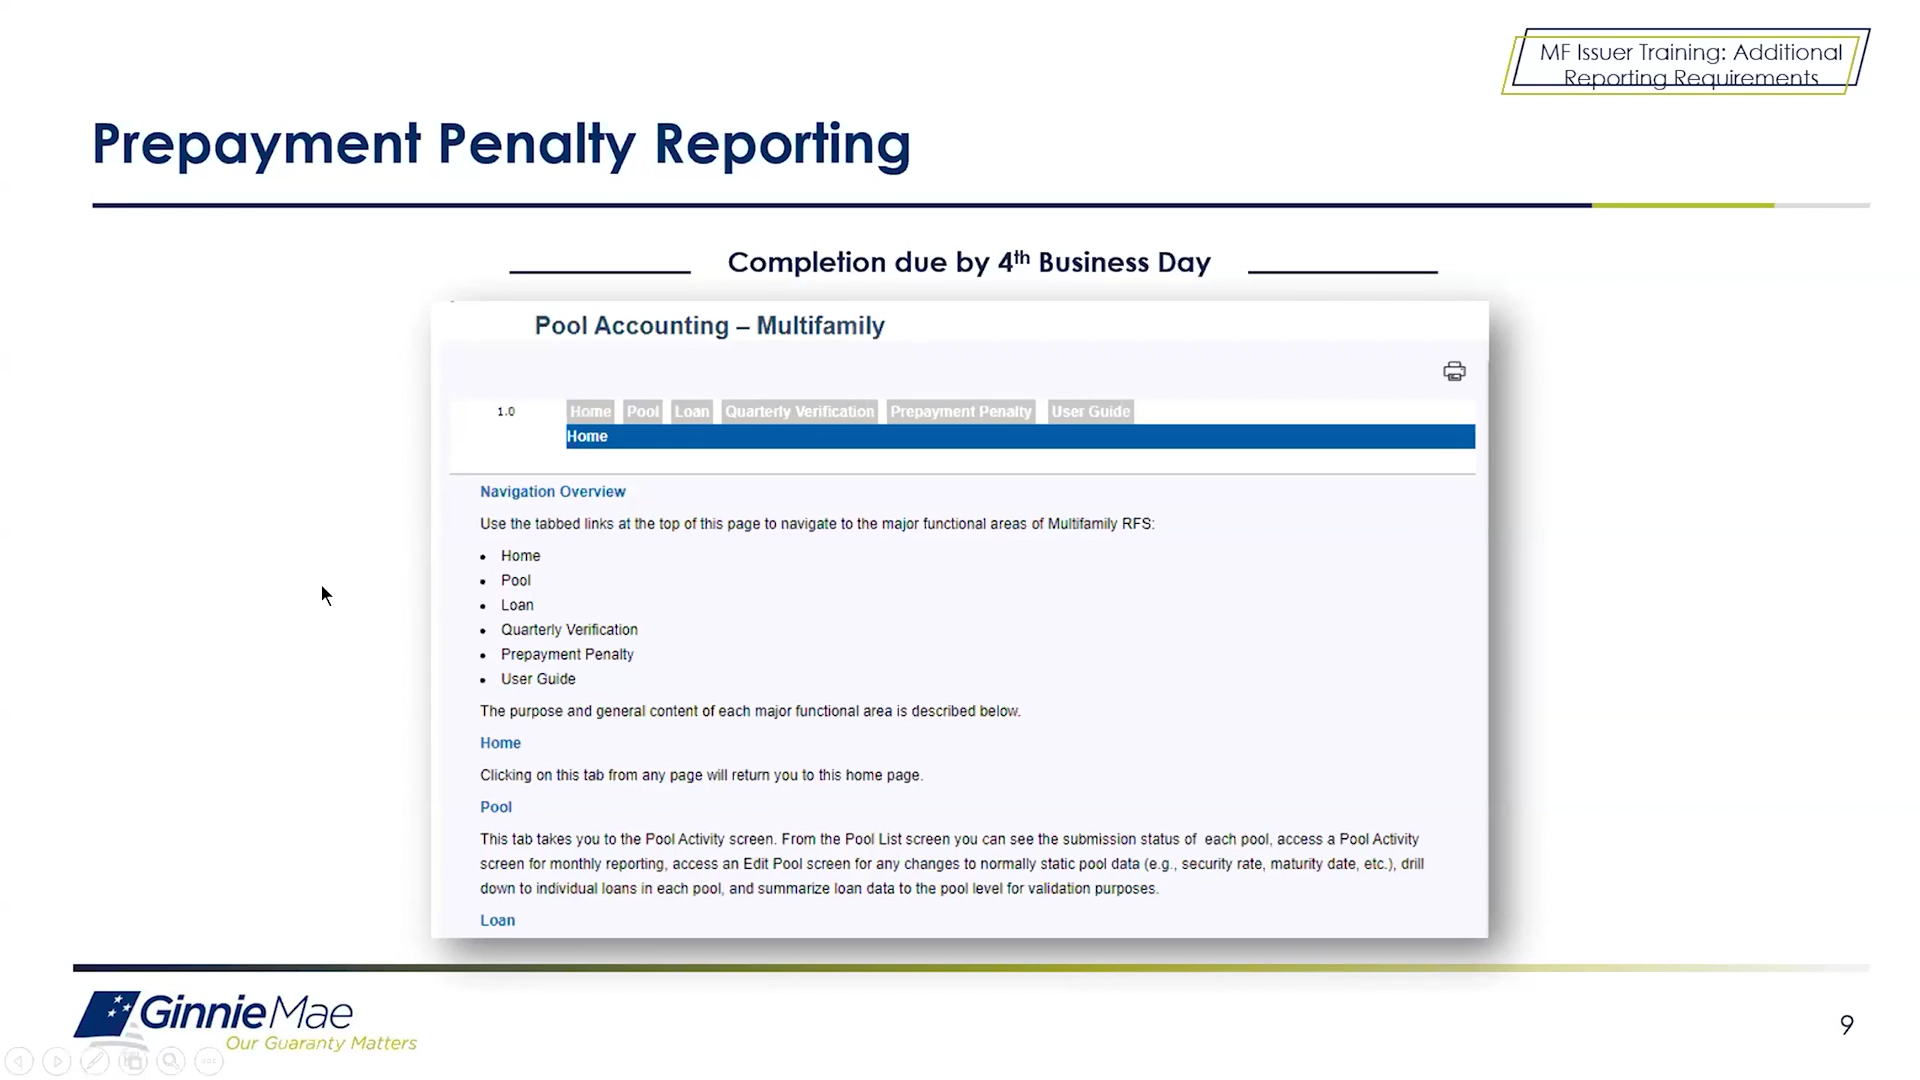 MF Issuer Training: Additional
Reporting Requirements
Prepayment Penalty Reporting
Completion due by 4th Business Day
Pool Accounting – Multifamily
1.0 Home Pool Loan Quarterly Verification Prepayment Penalty User Guide
Home
Navigation Overview
Use the tabbed links at the top of this page to navigate to the major functional areas of Multifamily RFS:
• Home
• Pool
• Loan
• Quarterly Verification
• Prepayment Penalty
• User Guide
The purpose and general content of each major functional area is described below.
Home
Clicking on this tab from any page will return you to this home page.
Pool
This tab takes you to the Pool Activity screen. From the Pool List screen you can see the submission status of each pool, access a Pool Activity
screen for monthly reporting, access an Edit Pool screen for any changes to normally static pool data (e.g., security rate, maturity date, etc.), drill
down to individual loans in each pool, and summarize loan data to the pool level for validation purposes.
Loan
GinnieMae
Our Guaranty Matters
9